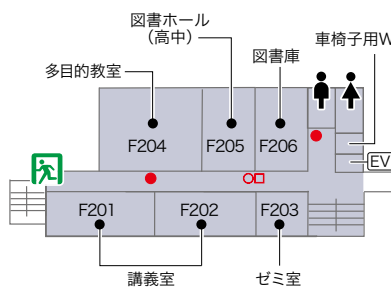 図書ホール
(高中)
車椅子用W
図書庫
多目的教室
F204
F205
F206
EV
F201
F202
F203
講義室
ゼミ室